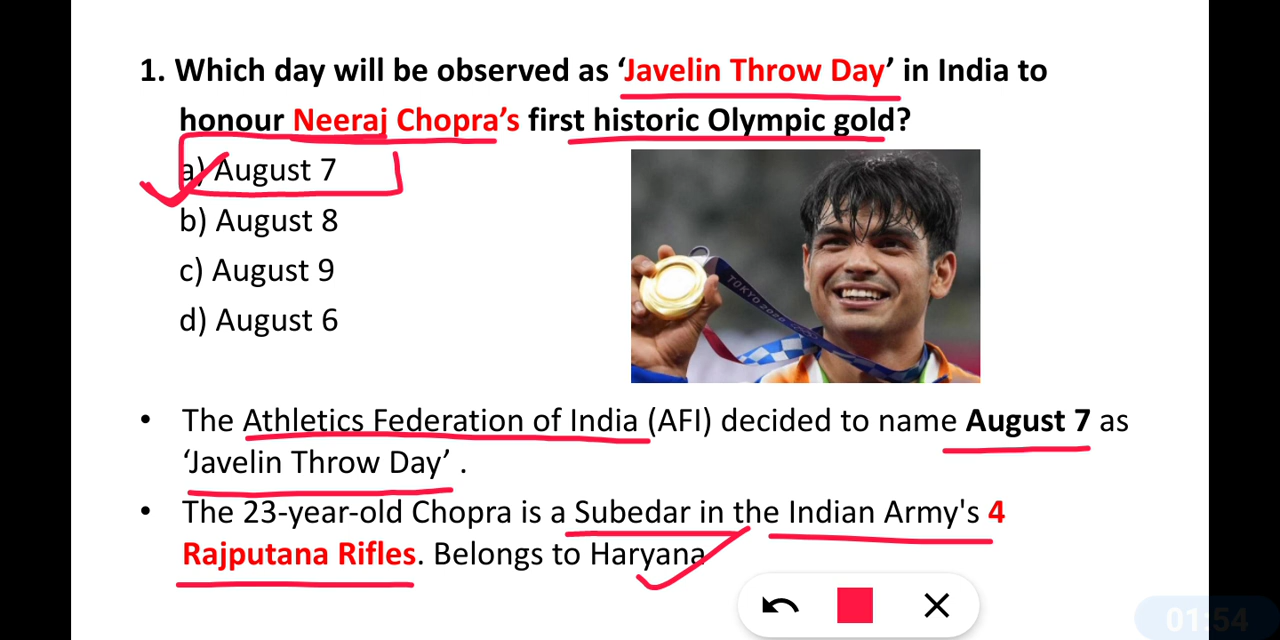 1. Which day will be observed as ‘Javelin Throw Day’ in India to
honour Neeraj Chopra’s first historic Olympic gold?
a) August 7
b) August 8
c) August 9
d) August 6
TOKYO 2020
• The Athletics Federation of India (AFI) decided to name August 7 as
‘Javelin Throw Day’ .
• The 23-year-old Chopra is a Subedar in the Indian Army's 4
Rajputana Rifles. Belongs to Haryana
01:54